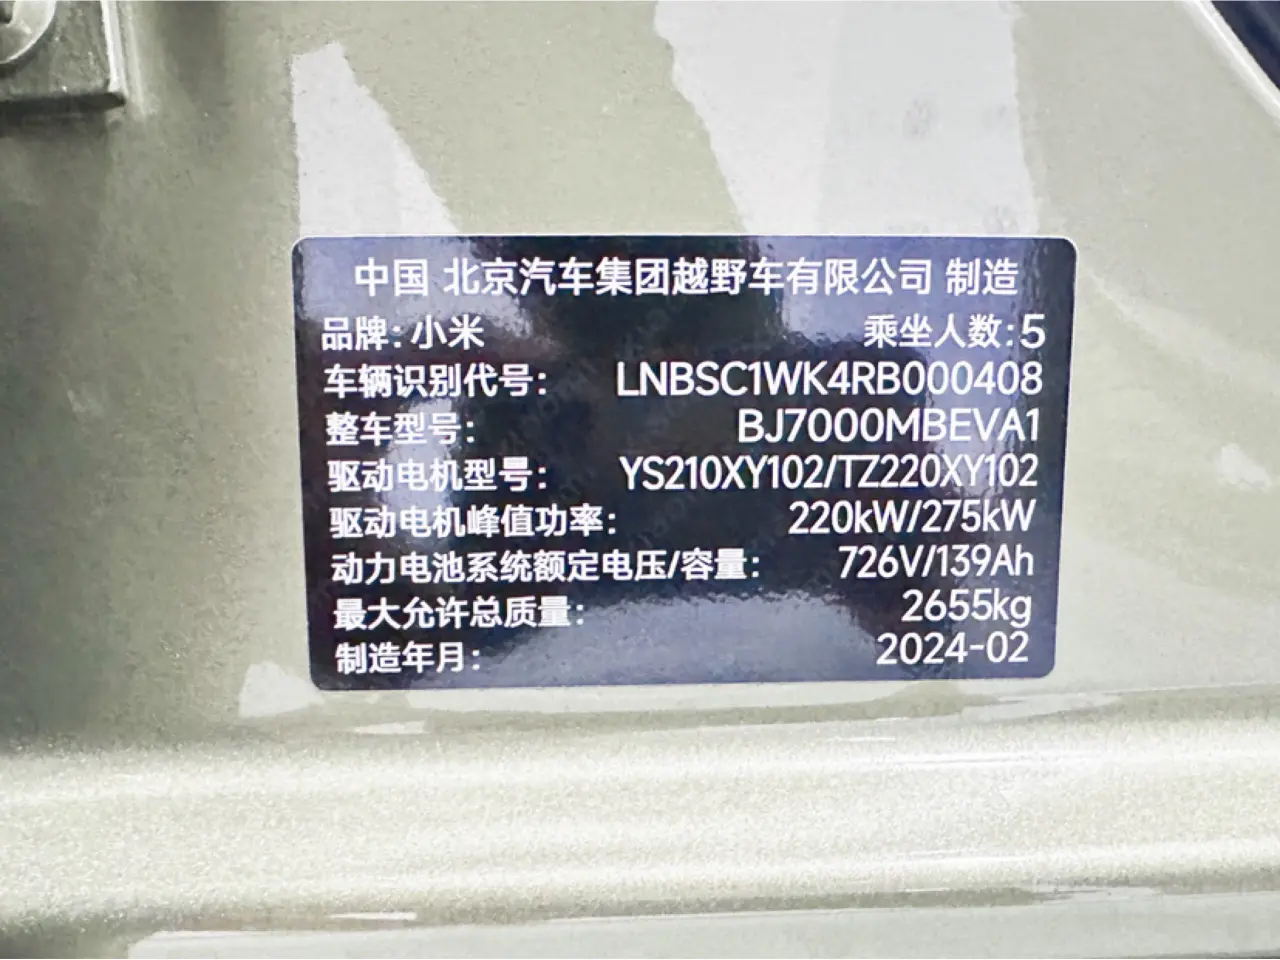 中国 北京汽车集团越野车有限公司 制造
品牌：小米 乘坐人数：5
车辆识别代号： LNBSC1WK4RB000408
整车型号： BJ7000MBEVA1
驱动电机型号： YS210XY102/TZ220XY102
驱动电机峰值功率： 220kW/275kW
动力电池系统额定电压/容量： 726V/139Ah
最大允许总质量： 2655kg
制造年月： 2024-02